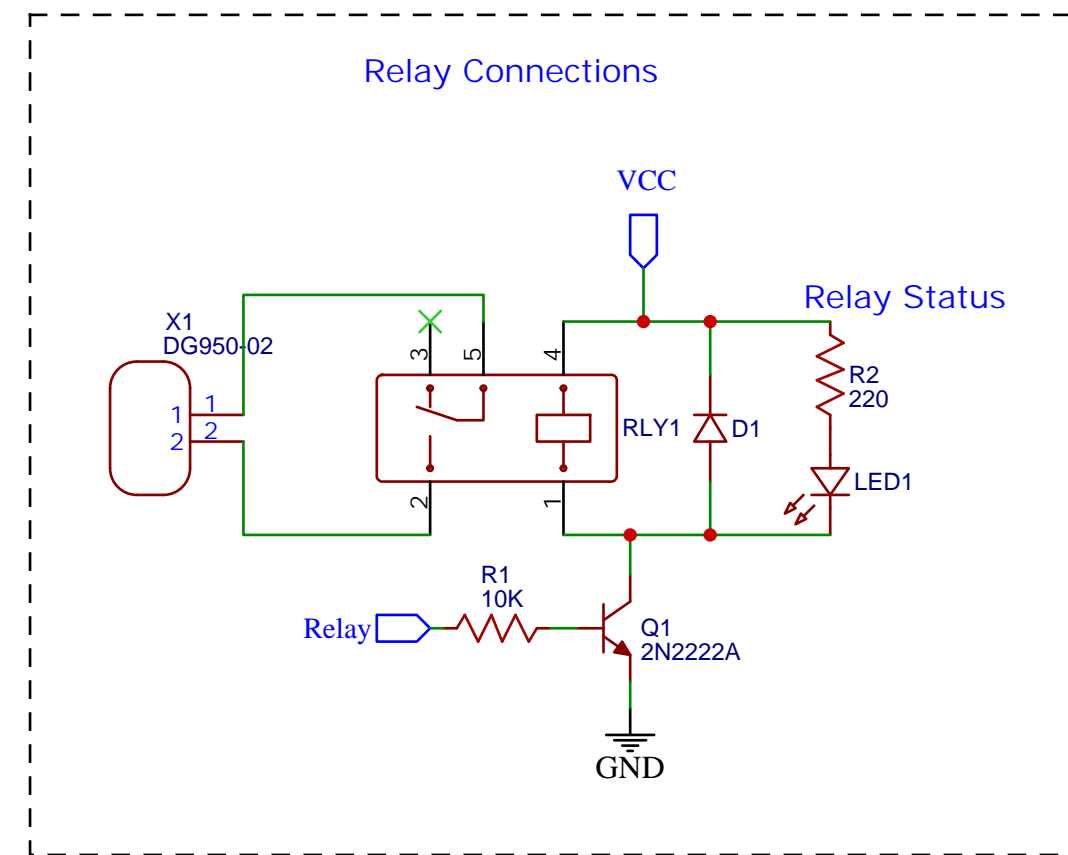 Relay Connections
VCC
Relay Status
X1
DG950-02
1
1
2
2
3
5
4
RLY1
D1
R2
220
LED1
2
1
R1
10K
Relay
Q1
2N2222A
GND